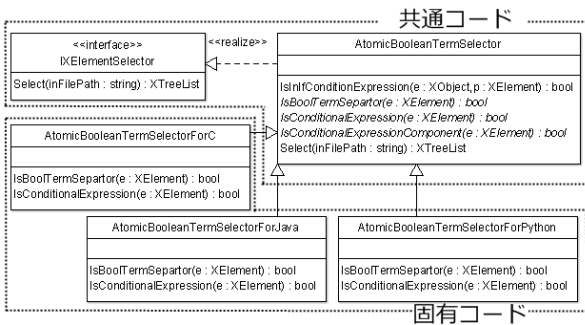 共通コード
<<interface>>
IXElementSelector
Select(inFilePath : string) : XTreeList
<<realize>>
AtomicBooleanTermSelector
IsInIfConditionExpression(e : XObject,p : XElement) : bool
IsBoolTermSepartor(e : XElement) : bool
IsConditionalExpression(e : XElement) : bool
IsConditionalExpressionComponent(e : XElement) : bool
Select(inFilePath : string) : XTreeList
AtomicBooleanTermSelectorForC
IsBoolTermSepartor(e : XElement) : bool
IsConditionalExpression(e : XElement) : bool
AtomicBooleanTermSelectorForJava
IsBoolTermSepartor(e : XElement) : bool
IsConditionalExpression(e : XElement) : bool
AtomicBooleanTermSelectorForPython
IsBoolTermSepartor(e : XElement) : bool
IsConditionalExpression(e : XElement) : bool
固有コード